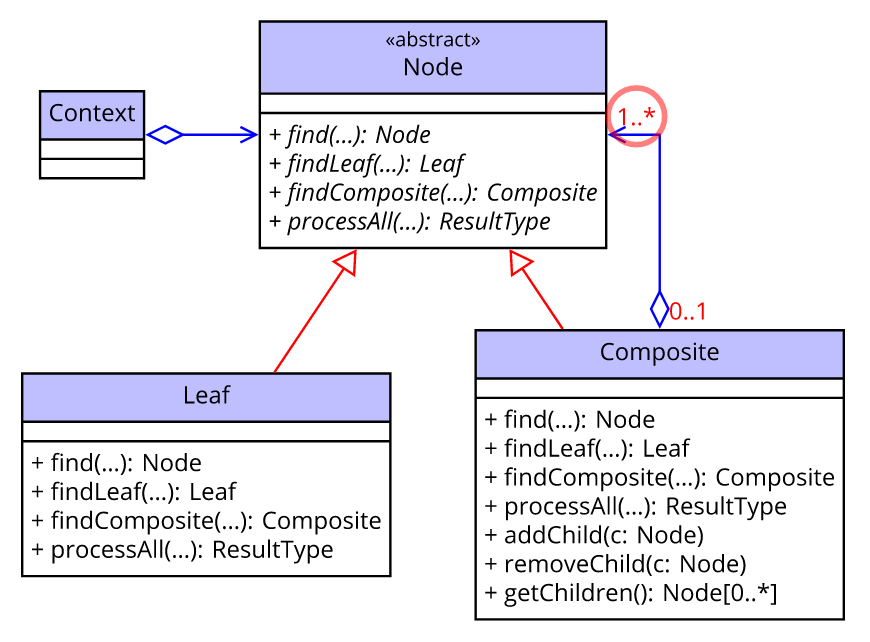 «abstract»
Node
+ find(...): Node
+ findLeaf(...): Leaf
+ findComposite(...): Composite
+ processAll(...): ResultType
Context
1..*
0..1
Leaf
+ find(...): Node
+ findLeaf(...): Leaf
+ findComposite(...): Composite
+ processAll(...): ResultType
Composite
+ find(...): Node
+ findLeaf(...): Leaf
+ findComposite(...): Composite
+ processAll(...): ResultType
+ addChild(c: Node)
+ removeChild(c: Node)
+ getChildren(): Node[0..*]